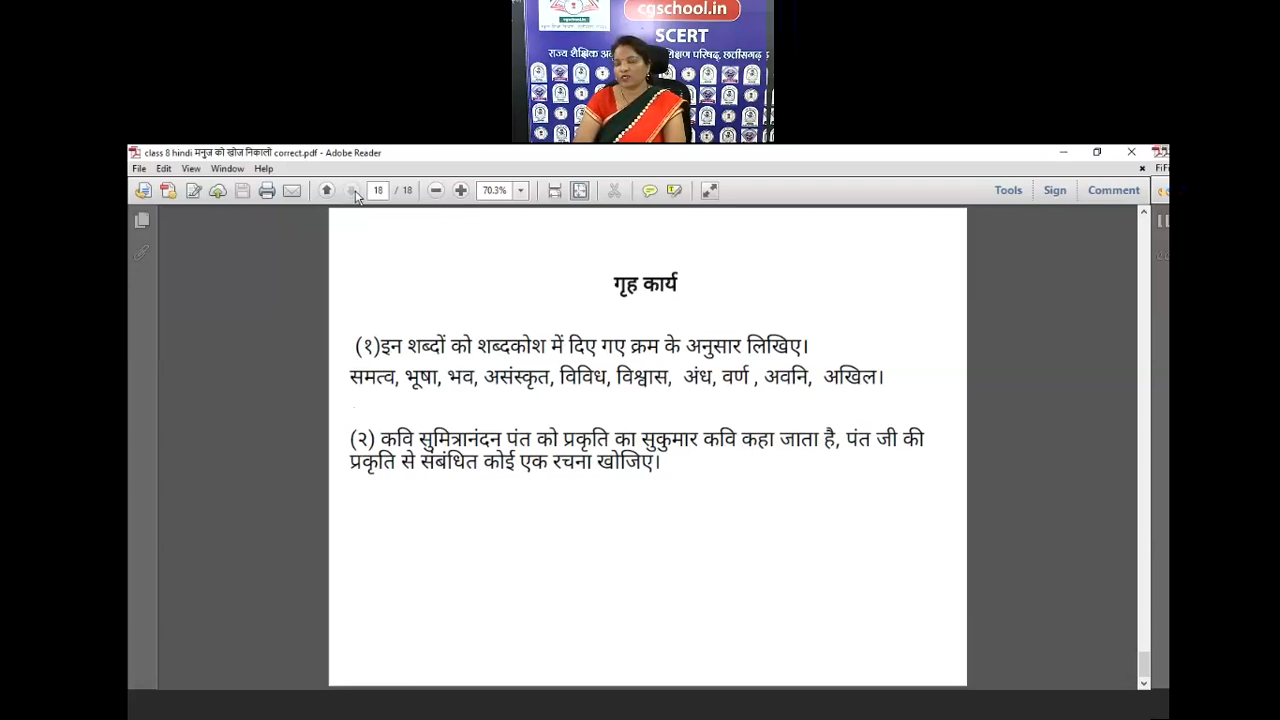 cgschool.in
SCERT
class 8 hindi मनुज को खोज निकालो correct.pdf - Adobe Reader
File Edit View Window Help
18 / 18 70.3% Tools Sign Comment
गृह कार्य
(१)इन शब्दों को शब्दकोश में दिए गए क्रम के अनुसार लिखिए।
समत्व, भूषा, भव, असंस्कृत, विविध, विश्वास, अंध, वर्ण , अवनि, अखिल।
(२) कवि सुमित्रानंदन पंत को प्रकृति का सुकुमार कवि कहा जाता है, पंत जी की
प्रकृति से संबंधित कोई एक रचना खोजिए।